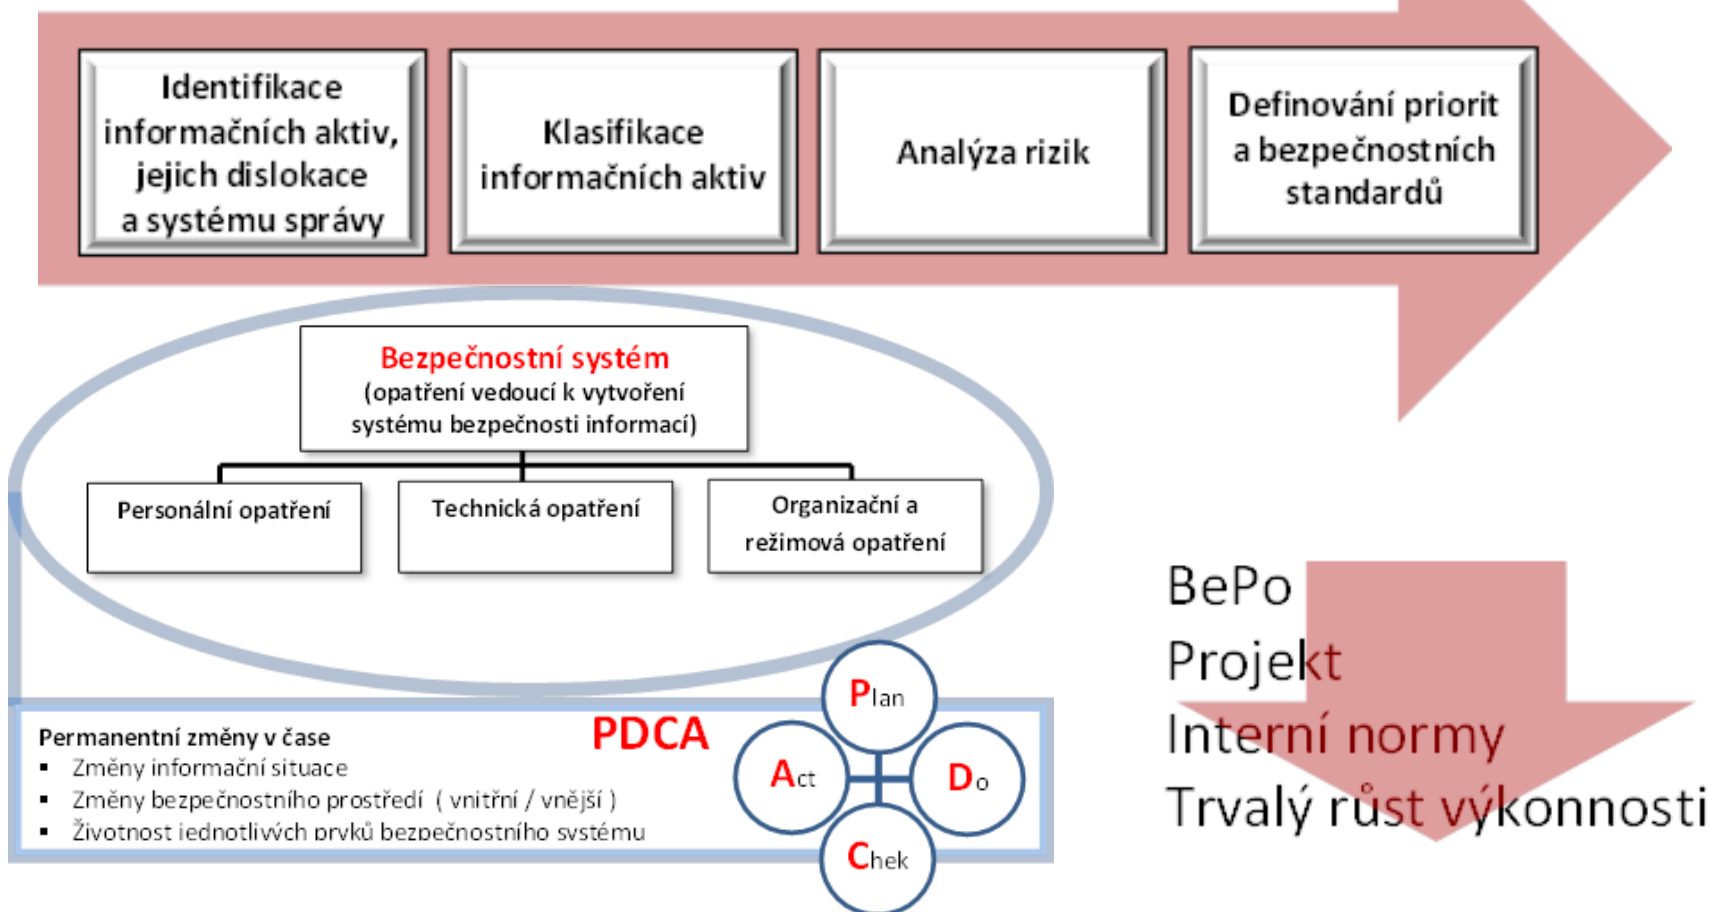 Identifikace
informačních aktiv,
jejich dislokace
a systému správy
Klasifikace
informačních aktiv
Analýza rizik
Definování priorit
a bezpečnostních
standardů
Bezpečnostní systém
(opatření vedoucí k vytvoření
systému bezpečnosti informací)
Personální opatření
Technická opatření
Organizační a
režimová opatření
BePo
Projekt
Interní normy
Trvalý růst výkonnosti
Permanentní změny v čase
▪ Změny informační situace
▪ Změny bezpečnostního prostředí ( vnitřní / vnější )
▪ Životnost jednotlivých prvků bezpečnostního systému
PDCA
Plan
Act
Do
Chek